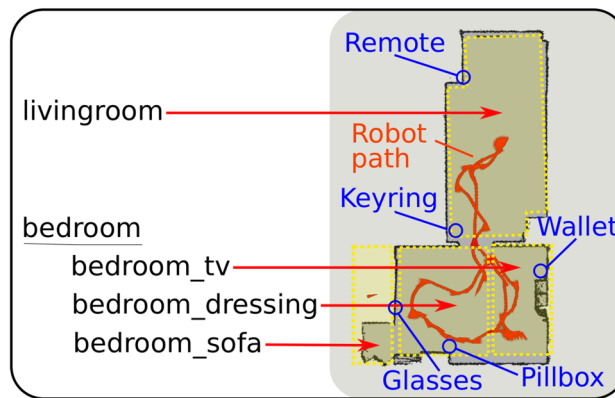 Remote
livingroom
Robot
path
Keyring
bedroom
Wallet
bedroom_tv
bedroom_dressing
bedroom_sofa
Glasses
Pillbox